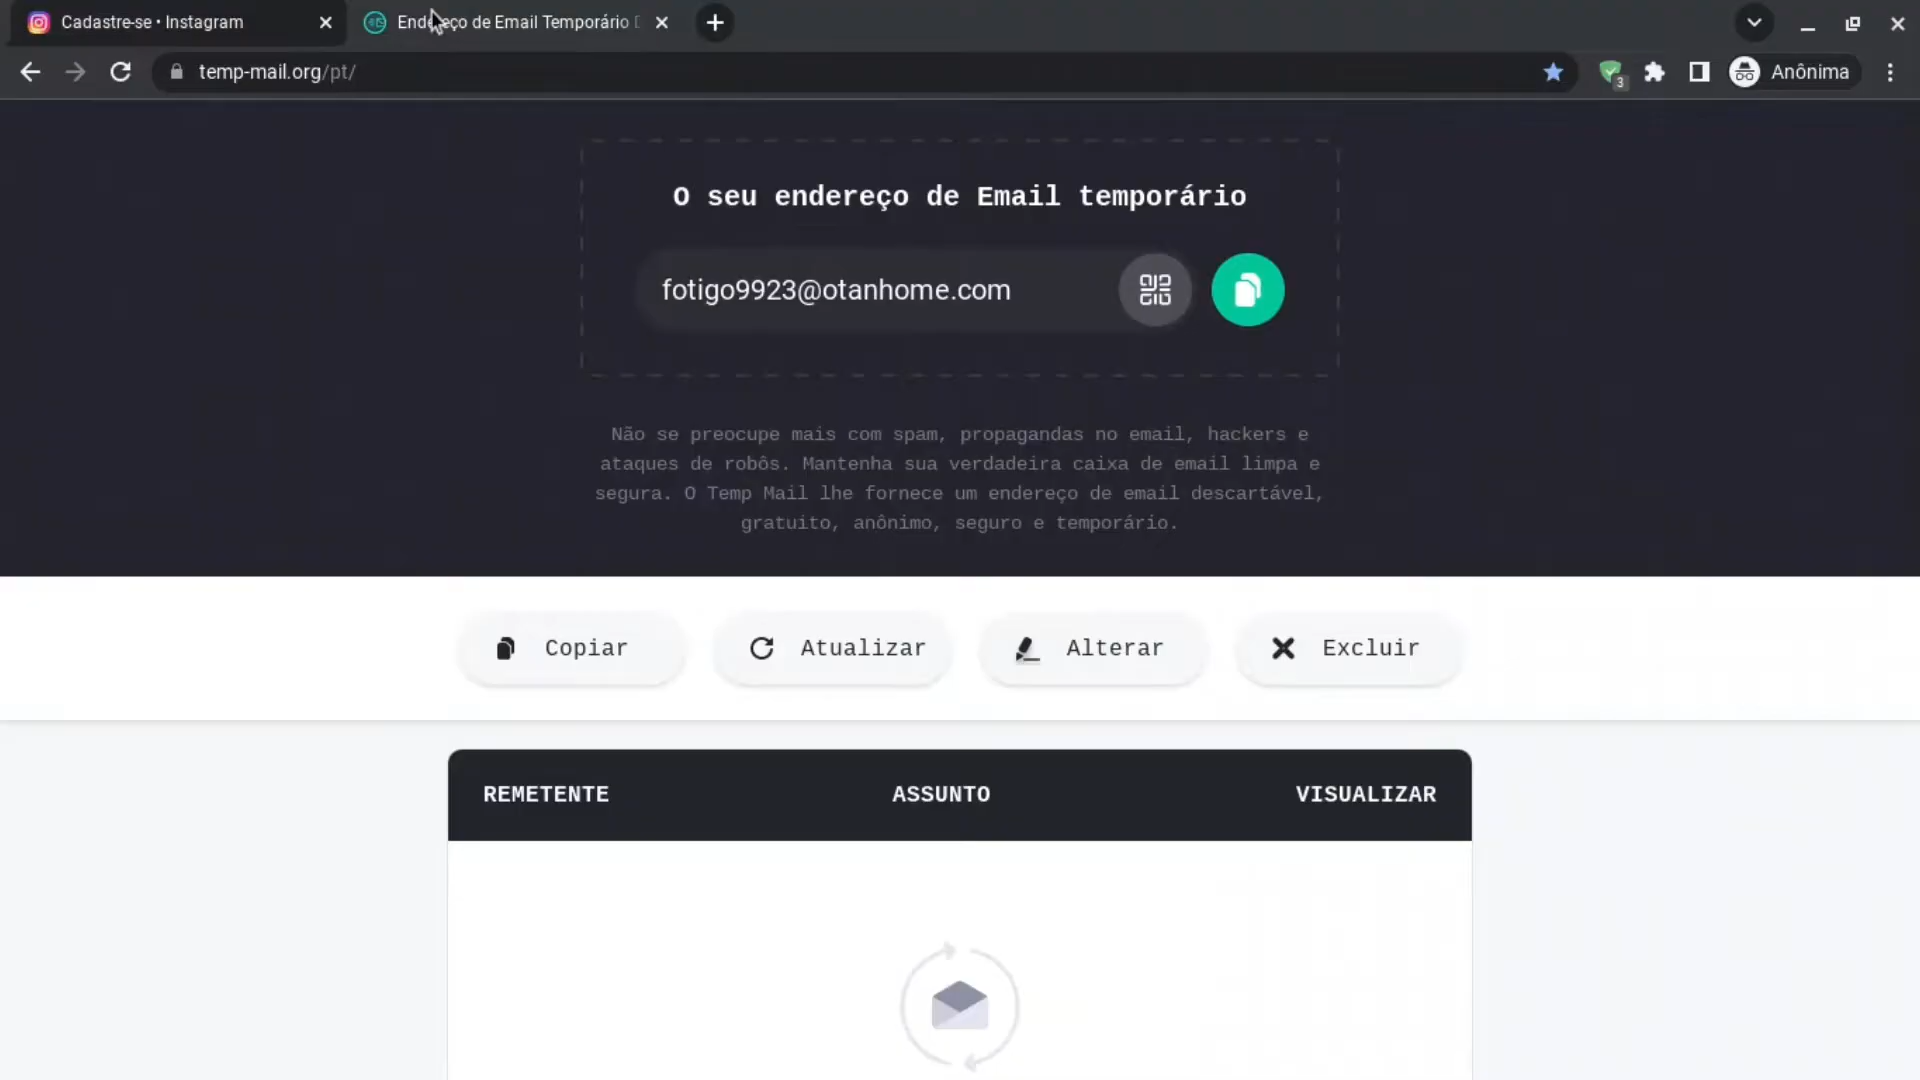 Cadastre-se • Instagram
Endereço de Email Temporário
temp-mail.org/pt/
3
Anônima
O seu endereço de Email temporário
fotigo9923@otanhome.com
Não se preocupe mais com spam, propagandas no email, hackers e
ataques de robôs. Mantenha sua verdadeira caixa de email limpa e
segura. O Temp Mail lhe fornece um endereço de email descartável,
gratuito, anônimo, seguro e temporário.
Copiar
Atualizar
Alterar
Excluir
REMETENTE
ASSUNTO
VISUALIZAR